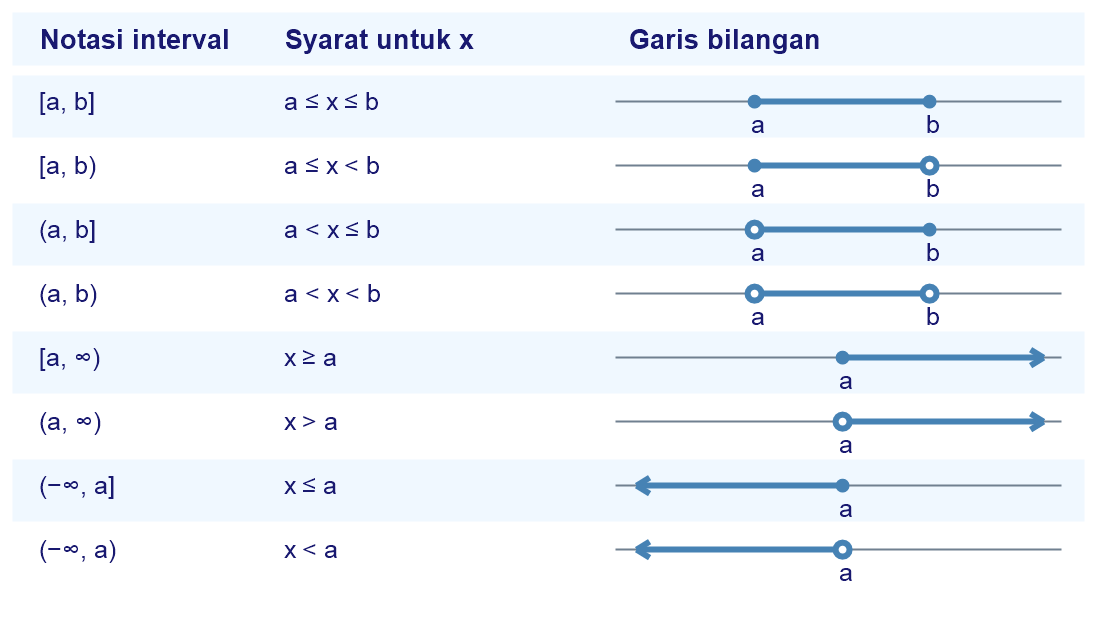 Notasi interval Syarat untuk x Garis bilangan
[a, b] a ≤ x ≤ b
a b
[a, b) a ≤ x < b
a b
(a, b] a < x ≤ b
a b
(a, b) a < x < b
a b
[a, ∞) x ≥ a
a
(a, ∞) x > a
a
(−∞, a] x ≤ a
a
(−∞, a) x < a
a